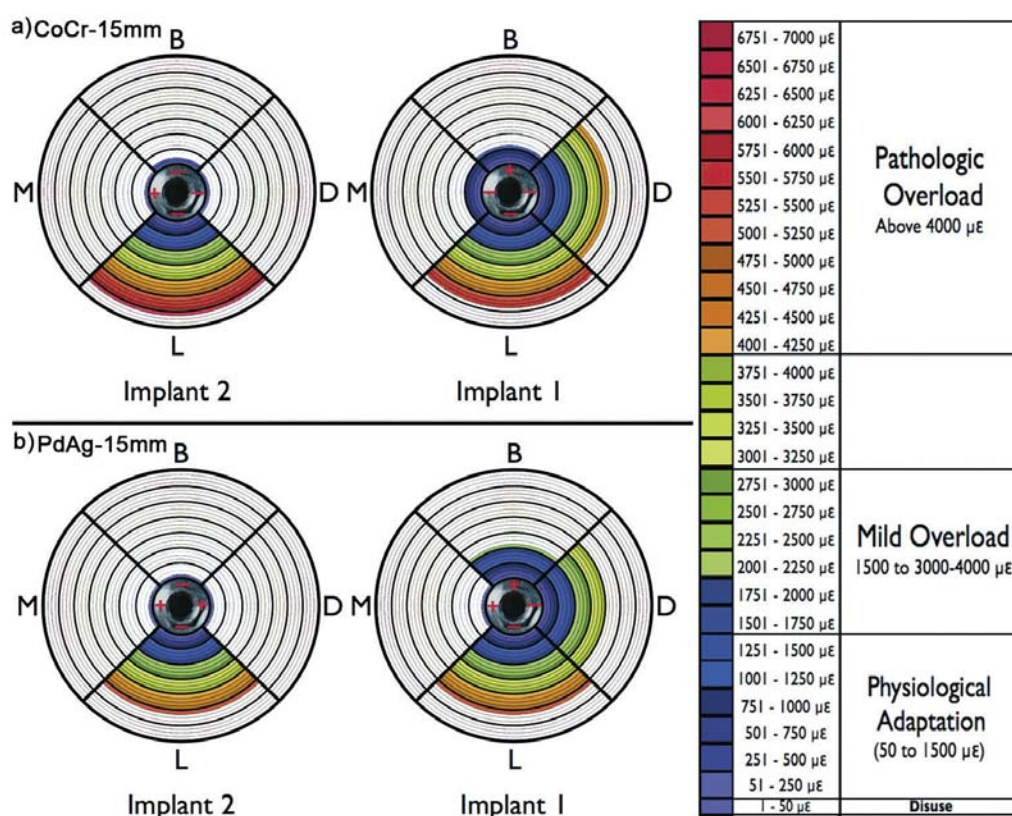 a)CoCr-15mm
B
B
M
D
L
L
Implant 2
Implant 1
b)PdAg-15mm
B
B
M
M
D
L
L
Implant 2
Implant 1
6751 - 7000 µε
6501 - 6750 µε
6251 - 6500 µε
6001 - 6250 µε
5751 - 6000 µε
5501 - 5750 µε
5251 - 5500 µε
5001 - 5250 µε
4751 - 5000 µε
4501 - 4750 µε
4251 - 4500 µε
4001 - 4250 µε
Pathologic
Overload
Above 4000 µε
3751 - 4000 µε
3501 - 3750 µε
3251 - 3500 µε
3001 - 3250 µε
2751 - 3000 µε
2501 - 2750 µε
2251 - 2500 µε
2001 - 2250 µε
1751 - 2000 µε
1501 - 1750 µε
Mild Overload
1500 to 3000-4000 µε
1251 - 1500 µε
1001 - 1250 µε
751 - 1000 µε
501 - 750 µε
251 - 500 µε
51 - 250 µε
Physiological
Adaptation
(50 to 1500 µε)
1 - 50 µε
Disuse